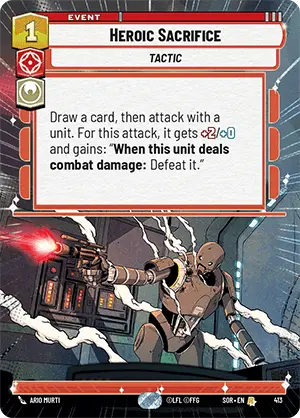 EVENT
1
HEROIC SACRIFICE
TACTIC
Draw a card, then attack with a
unit. For this attack, it gets +2/+0
and gains: “When this unit deals
combat damage: Defeat it.”
ARIO MURTI
©LFL ©FFG
SOR • EN
413